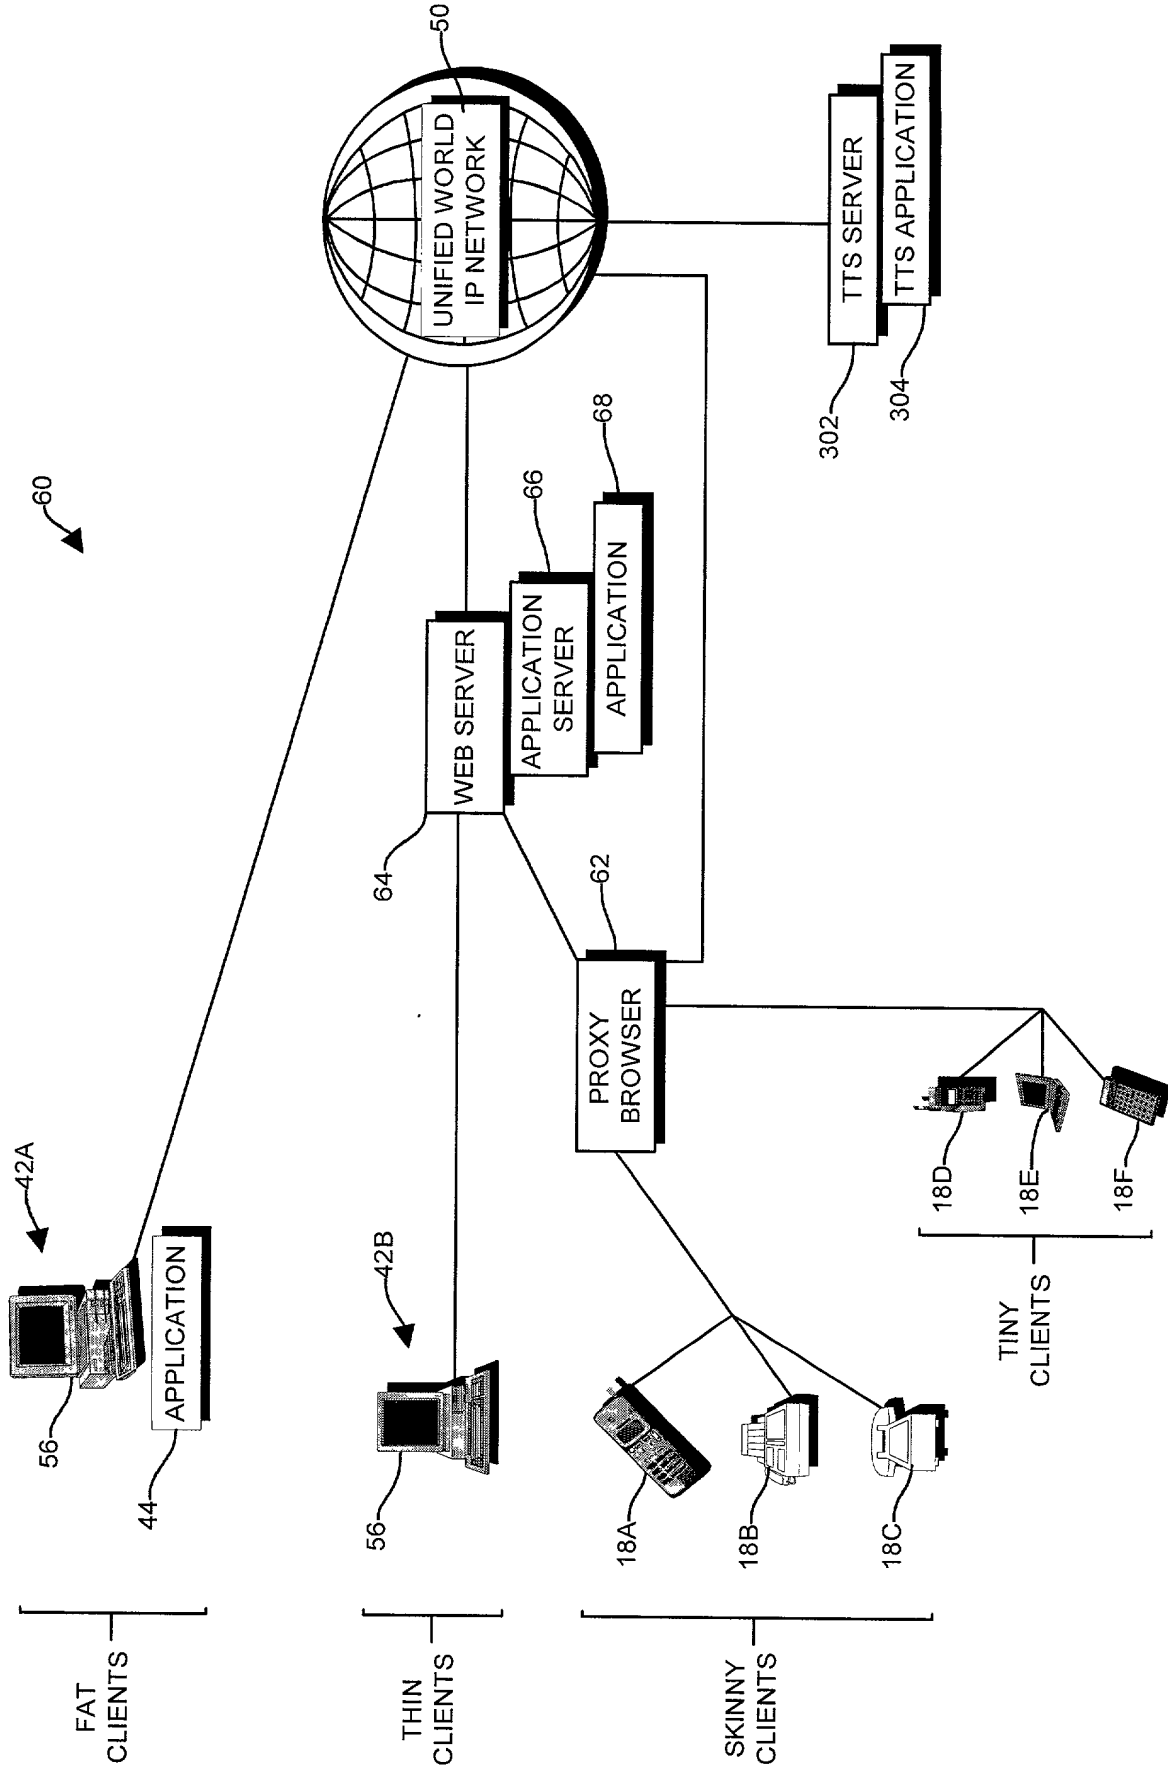 60
FAT
CLIENTS
56
42A
44
APPLICATION
THIN
CLIENTS
56
42B
64
WEB SERVER
66
APPLICATION
SERVER
68
APPLICATION
50
UNIFIED WORLD
IP NETWORK
SKINNY
CLIENTS
18A
18B
18C
62
PROXY
BROWSER
TINY
CLIENTS
18D
18E
18F
302
TTS SERVER
304
TTS APPLICATION